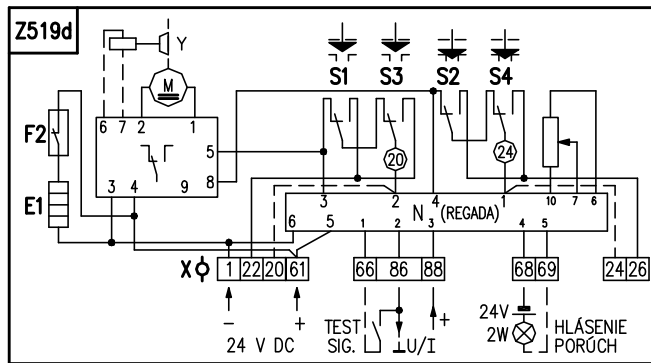 Z519d
Y
S1 S3 S2 S4
M
6 7 2 1
F2
5
20
24
8
3 4 9
10 7 6
E1
3 2 4 1
N (REGADA)
6 5 1 2 3 4 5
X 1 22 20 61 66 86 88 68 69 24 26
− +
24 V DC
TEST
SIG.
U/I
+
24V
2W
HLÁSENIE
PORÚCH